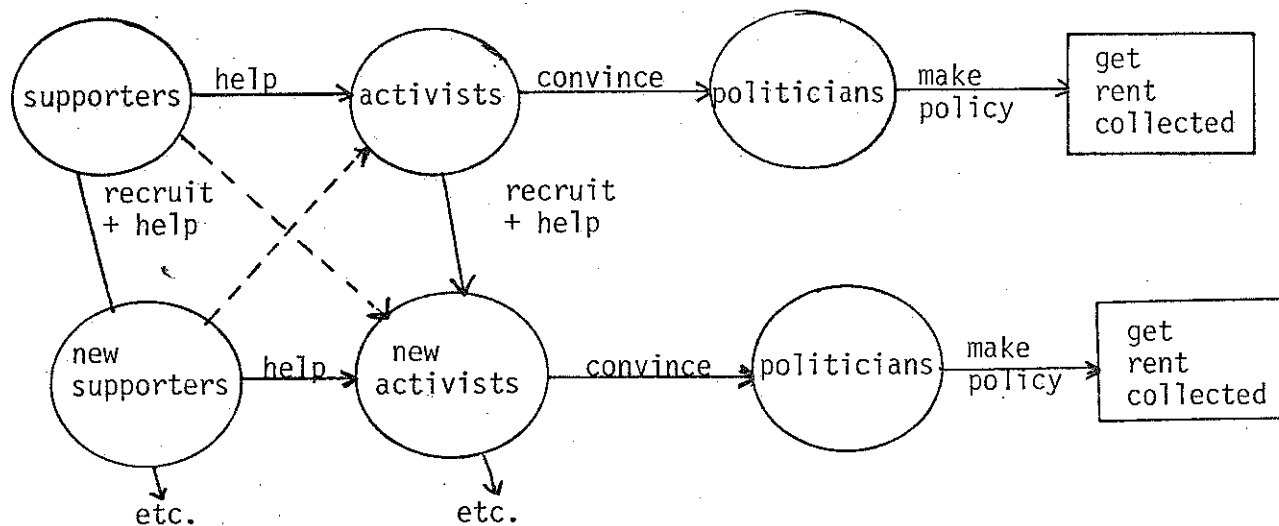 supporters
help
activists
convince
politicians
make
policy
get
rent
collected
recruit
+ help
recruit
+ help
new
supporters
help
new
activists
convince
politicians
make
policy
get
rent
collected
etc.
etc.